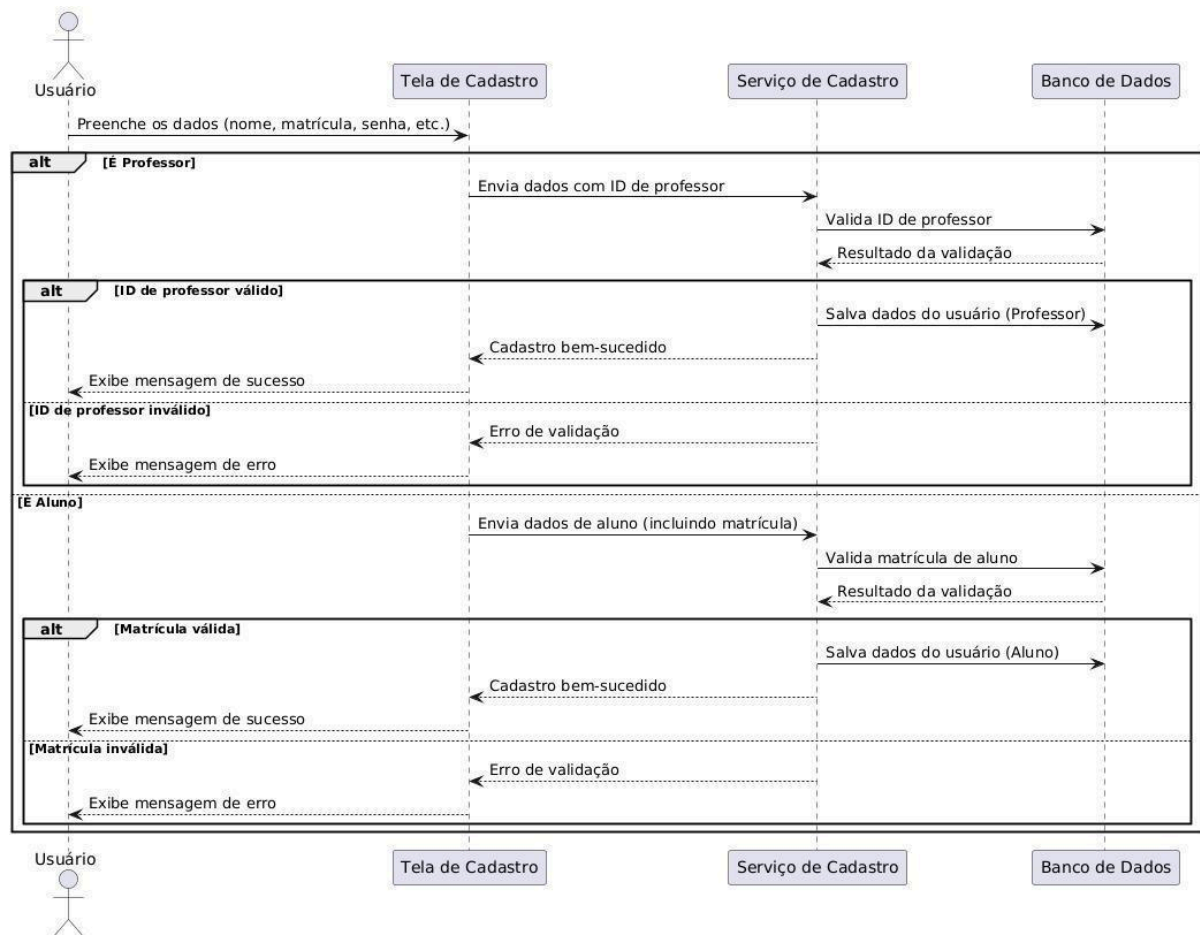 Usuário
Tela de Cadastro
Serviço de Cadastro
Banco de Dados
Preenche os dados (nome, matrícula, senha, etc.)
alt
[É Professor]
Envia dados com ID de professor
Valida ID de professor
Resultado da validação
alt
[ID de professor válido]
Salva dados do usuário (Professor)
Cadastro bem-sucedido
Exibe mensagem de sucesso
[ID de professor inválido]
Erro de validação
Exibe mensagem de erro
[É Aluno]
Envia dados de aluno (incluindo matrícula)
Valida matrícula de aluno
Resultado da validação
alt
[Matrícula válida]
Salva dados do usuário (Aluno)
Cadastro bem-sucedido
Exibe mensagem de sucesso
[Matrícula inválida]
Erro de validação
Exibe mensagem de erro
Usuário
Tela de Cadastro
Serviço de Cadastro
Banco de Dados